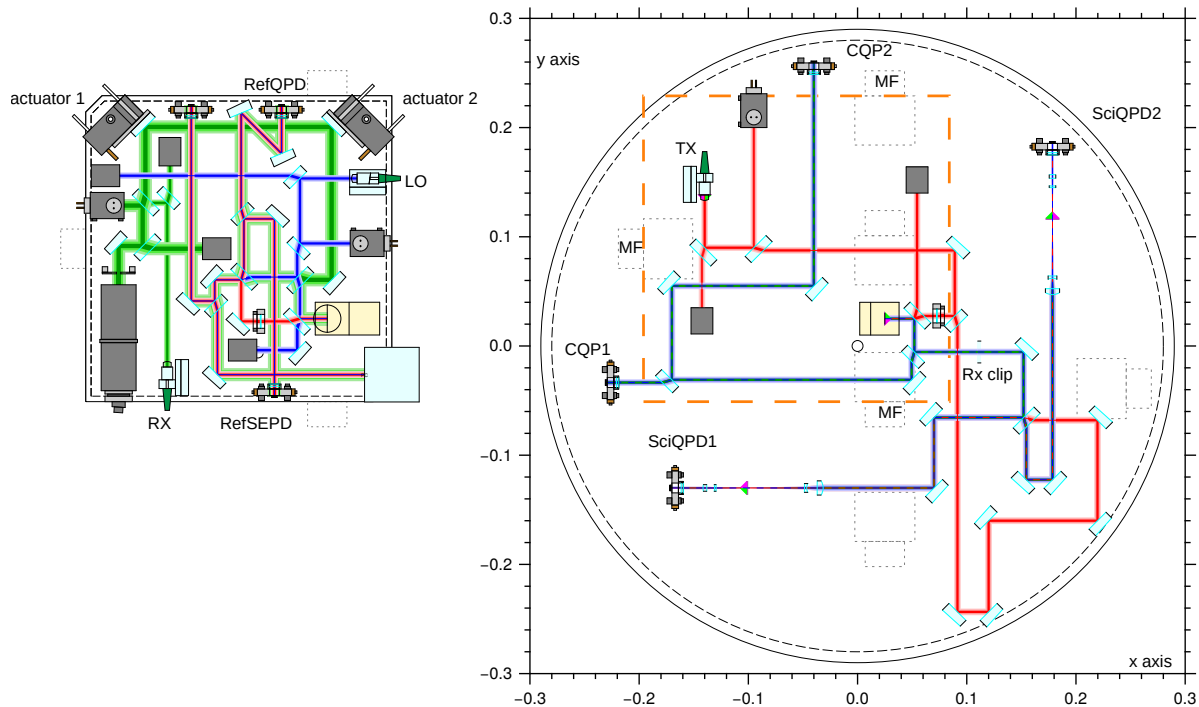 actuator 1
RefQPD
actuator 2
LO
RX
RefSEPD
0.3
0.2
0.1
0.0
−0.1
−0.2
−0.3
y axis
CQP2
MF
SciQPD2
TX
MF
CQP1
Rx clip
MF
SciQPD1
x axis
−0.3
−0.2
−0.1
0.0
0.1
0.2
0.3